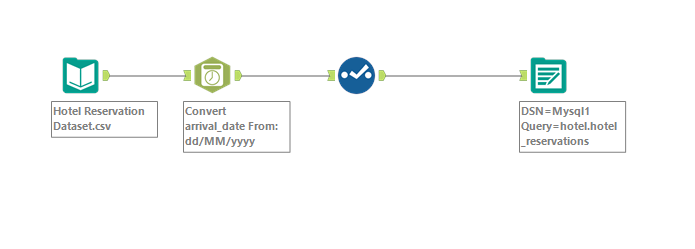 Hotel Reservation
Dataset.csv
Convert
arrival_date From:
dd/MM/yyyy
DSN=Mysql1
Query=hotel.hotel
_reservations